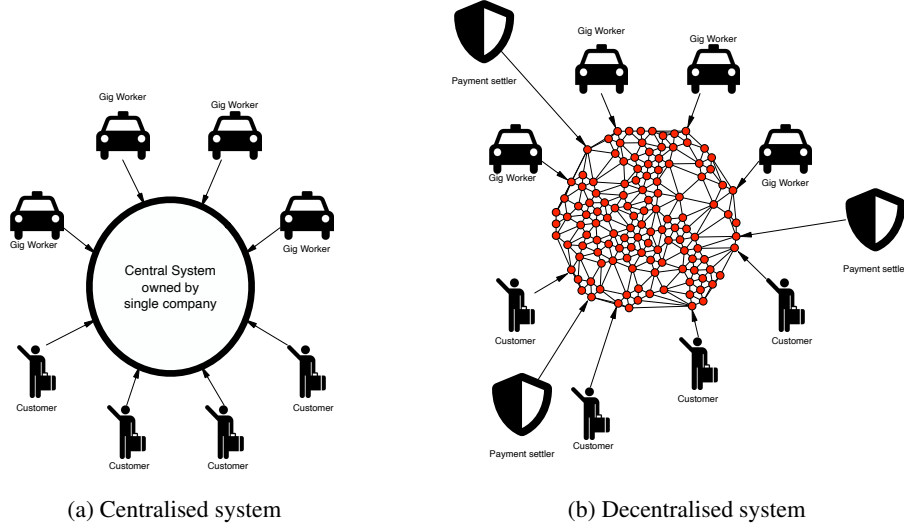 Gig Worker
Gig Worker
Gig Worker
Gig Worker
Central System
owned by
single company
Customer
Customer
Customer
Customer
(a) Centralised system
Gig Worker
Gig Worker
Payment settler
Gig Worker
Gig Worker
Payment settler
Customer
Customer
Customer
Customer
Payment settler
(b) Decentralised system